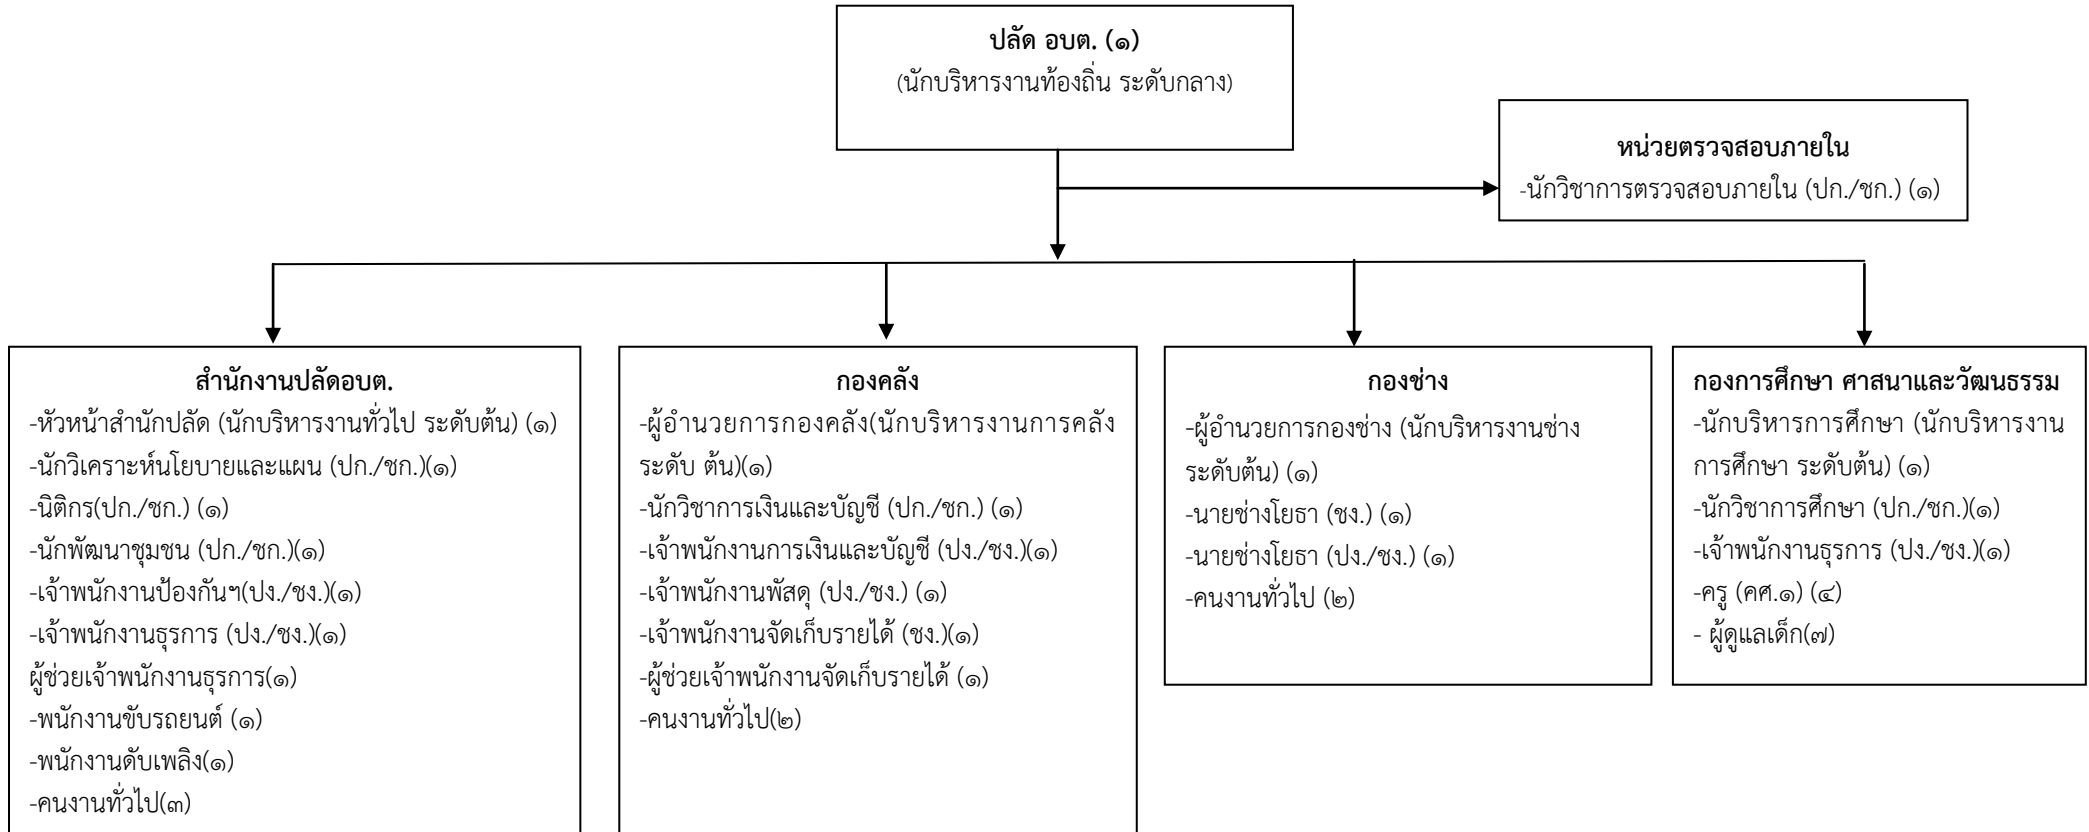 ปลัด อบต. (๑)
(นักบริหารงานท้องถิ่น ระดับกลาง)
หน่วยตรวจสอบภายใน
-นักวิชาการตรวจสอบภายใน (ปก./ชก.) (๑)
สำนักงานปลัดอบต.
-หัวหน้าสำนักปลัด (นักบริหารงานทั่วไป ระดับต้น) (๑)
-นักวิเคราะห์นโยบายและแผน (ปก./ชก.)(๑)
-นิติกร(ปก./ชก.) (๑)
-นักพัฒนาชุมชน (ปก./ชก.)(๑)
-เจ้าพนักงานป้องกันฯ(ปง./ชง.)(๑)
-เจ้าพนักงานธุรการ (ปง./ชง.)(๑)
ผู้ช่วยเจ้าพนักงานธุรการ(๑)
-พนักงานขับรถยนต์ (๑)
-พนักงานดับเพลิง(๑)
-คนงานทั่วไป(๓)
กองคลัง
-ผู้อำนวยการกองคลัง(นักบริหารงานการคลัง
ระดับ ต้น)(๑)
-นักวิชาการเงินและบัญชี (ปก./ชก.) (๑)
-เจ้าพนักงานการเงินและบัญชี (ปง./ชง.)(๑)
-เจ้าพนักงานพัสดุ (ปง./ชง.) (๑)
-เจ้าพนักงานจัดเก็บรายได้ (ชง.)(๑)
-ผู้ช่วยเจ้าพนักงานจัดเก็บรายได้ (๑)
-คนงานทั่วไป(๒)
กองช่าง
-ผู้อำนวยการกองช่าง (นักบริหารงานช่าง
ระดับต้น) (๑)
-นายช่างโยธา (ชง.) (๑)
-นายช่างโยธา (ปง./ชง.) (๑)
-คนงานทั่วไป (๒)
กองการศึกษา ศาสนาและวัฒนธรรม
-นักบริหารการศึกษา (นักบริหารงาน
การศึกษา ระดับต้น) (๑)
-นักวิชาการศึกษา (ปก./ชก.)(๑)
-เจ้าพนักงานธุรการ (ปง./ชง.)(๑)
-ครู (คศ.๑) (๔)
- ผู้ดูแลเด็ก(๗)